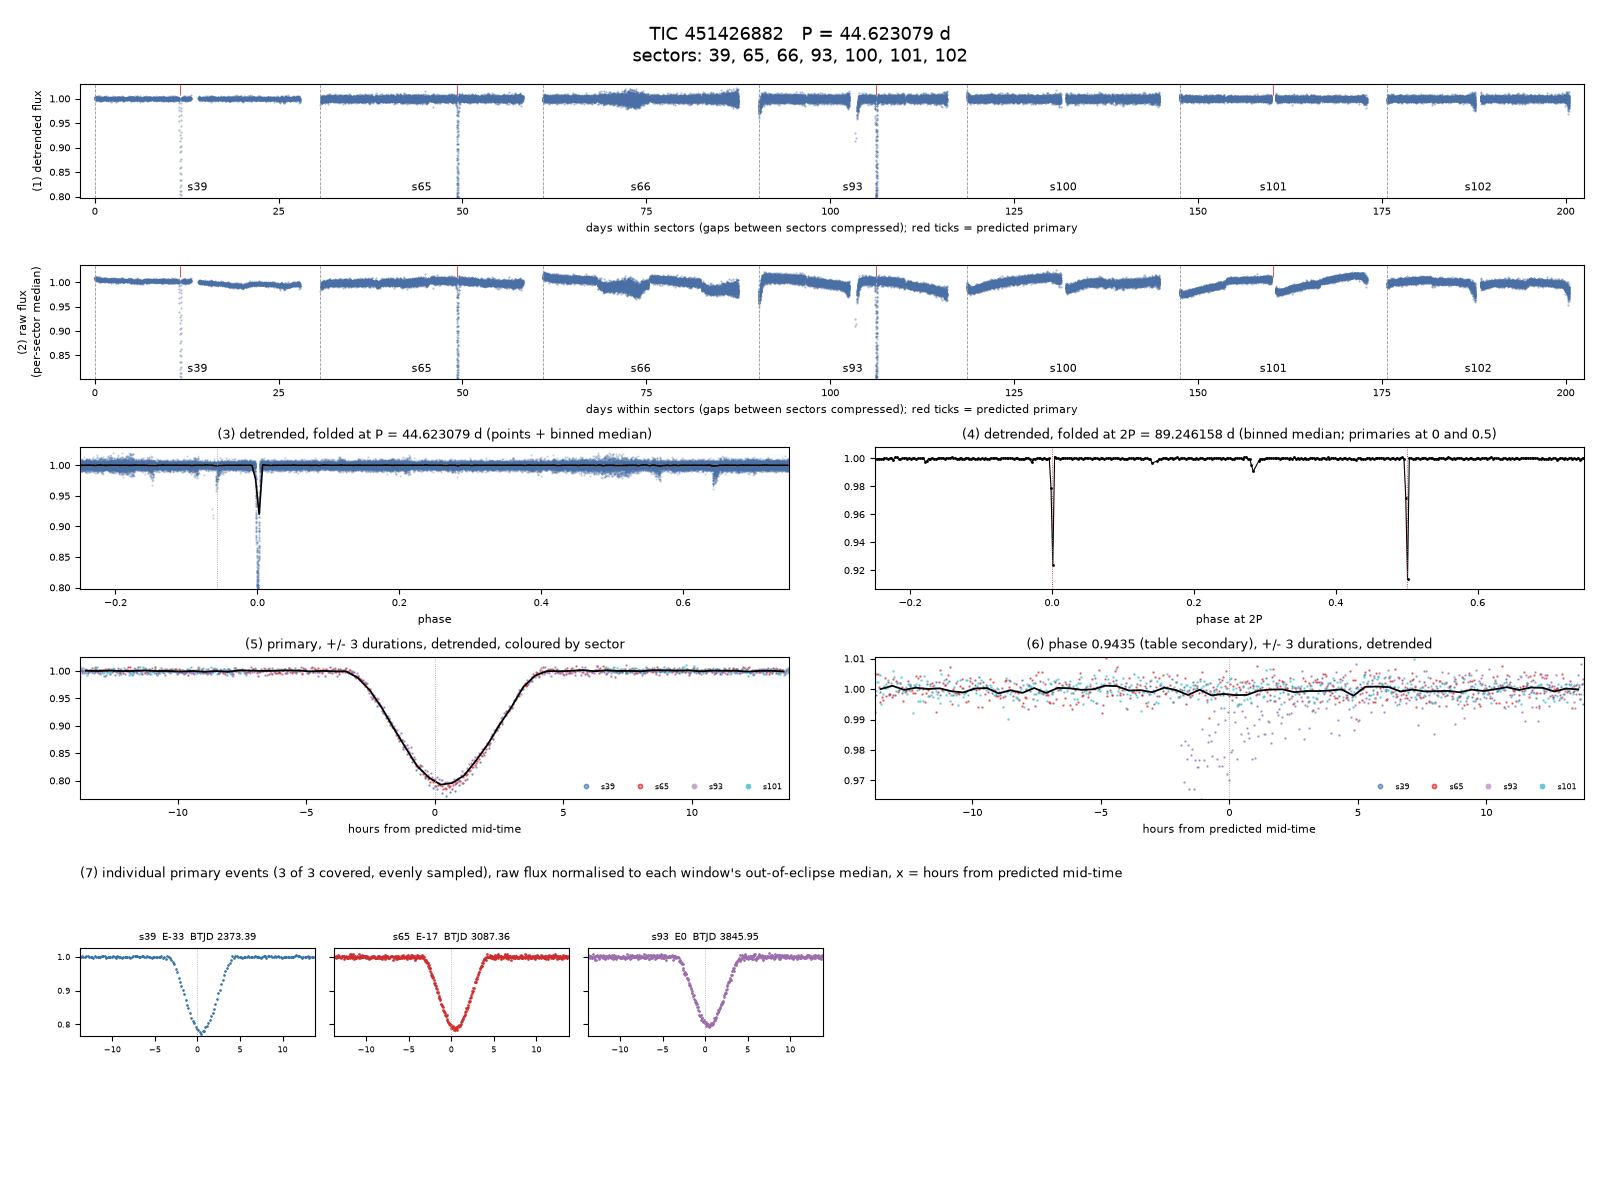 TIC 451426882   P = 44.623079 d
sectors: 39, 65, 66, 93, 100, 101, 102
(1) detrended flux
1.00
0.95
0.90
0.85
0.80
s39
s65
s66
s93
s100
s101
s102
0
25
50
75
100
125
150
175
200
days within sectors (gaps between sectors compressed); red ticks = predicted primary
(2) raw flux
(per-sector median)
1.00
0.95
0.90
0.85
s39
s65
s66
s93
s100
s101
s102
0
25
50
75
100
125
150
175
200
days within sectors (gaps between sectors compressed); red ticks = predicted primary
(3) detrended, folded at P = 44.623079 d (points + binned median)
1.00
0.95
0.90
0.85
0.80
−0.2
0.0
0.2
0.4
0.6
phase
(4) detrended, folded at 2P = 89.246158 d (binned median; primaries at 0 and 0.5)
1.00
0.98
0.96
0.94
0.92
−0.2
0.0
0.2
0.4
0.6
phase at 2P
(5) primary, +/- 3 durations, detrended, coloured by sector
1.00
0.95
0.90
0.85
0.80
s39
s65
s93
s101
−10
−5
0
5
10
hours from predicted mid-time
(6) phase 0.9435 (table secondary), +/- 3 durations, detrended
1.01
1.00
0.99
0.98
0.97
s39
s65
s93
s101
−10
−5
0
5
10
hours from predicted mid-time
(7) individual primary events (3 of 3 covered, evenly sampled), raw flux normalised to each window's out-of-eclipse median, x = hours from predicted mid-time
s39  E-33  BTJD 2373.39
1.0
0.9
0.8
−10
−5
0
5
10
s65  E-17  BTJD 3087.36
−10
−5
0
5
10
s93  E0  BTJD 3845.95
−10
−5
0
5
10